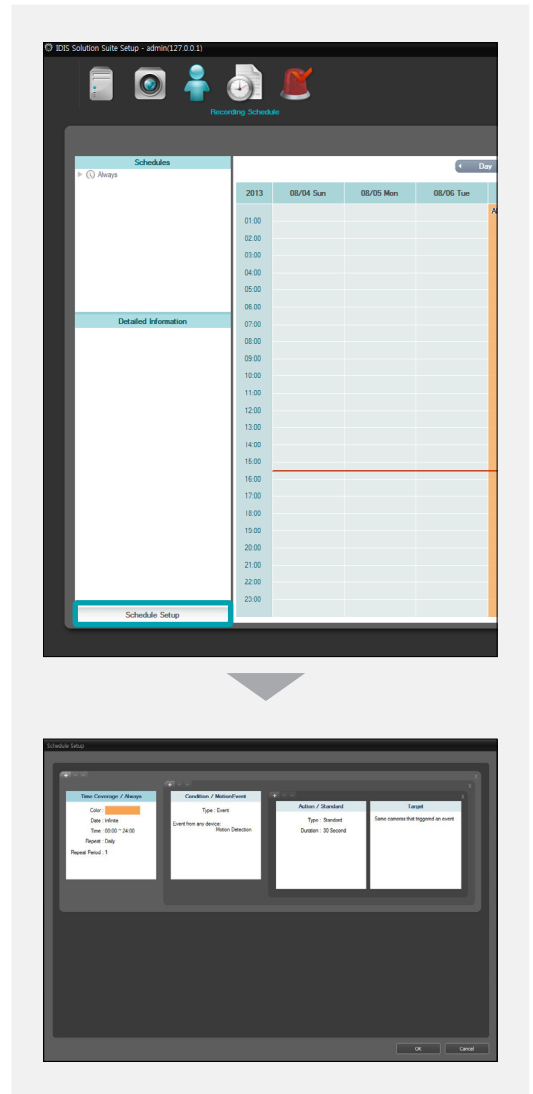 IDIS Solution Suite Setup - admin(127.0.0.1)
Recording Schedule
Schedules
Always
Day
2013 08/04 Sun 08/05 Mon 08/06 Tue
01:00
02:00
03:00
04:00
05:00
06:00
Detailed Information
07:00
08:00
09:00
10:00
11:00
12:00
13:00
14:00
15:00
16:00
17:00
18:00
19:00
20:00
21:00
22:00
23:00
Schedule Setup
Schedule Setup
Time Coverage / Always
Color :
Date : Infinite
Time : 00:00 ~ 24:00
Repeat : Daily
Repeat Period : 1
Condition / MotionEvent
Type : Event
Event from any device:
Motion Detection
Action / Standard
Type : Standard
Duration : 30 Second
Target
Same cameras that triggered an event
OK Cancel